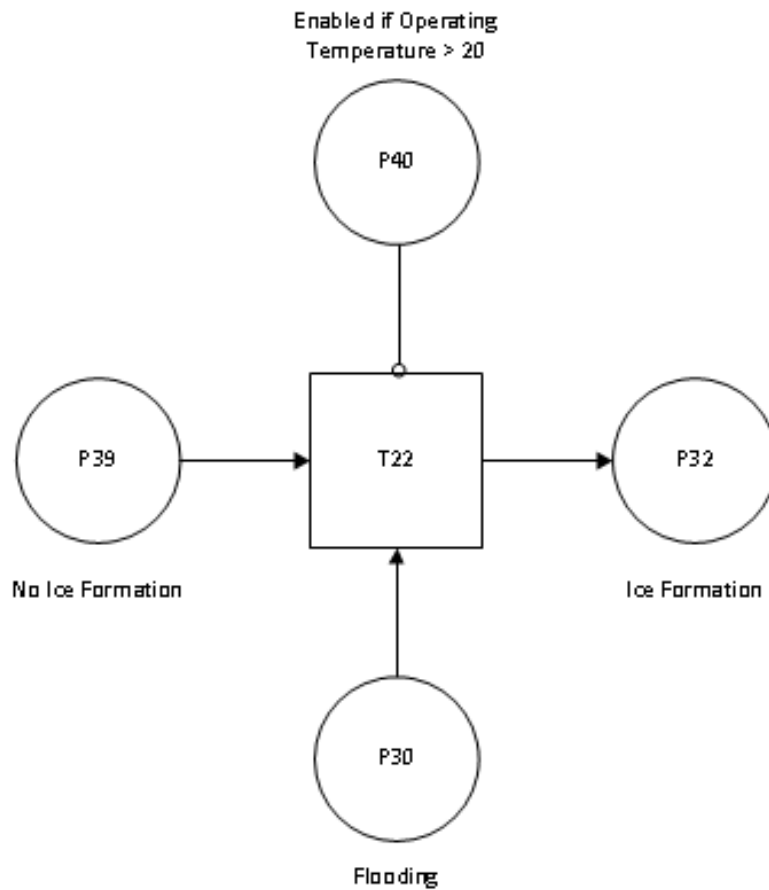 Enabled if Operating
Temperature > 20
P40
P39
T22
P32
No Ice Formation
Ice Formation
P30
Flooding